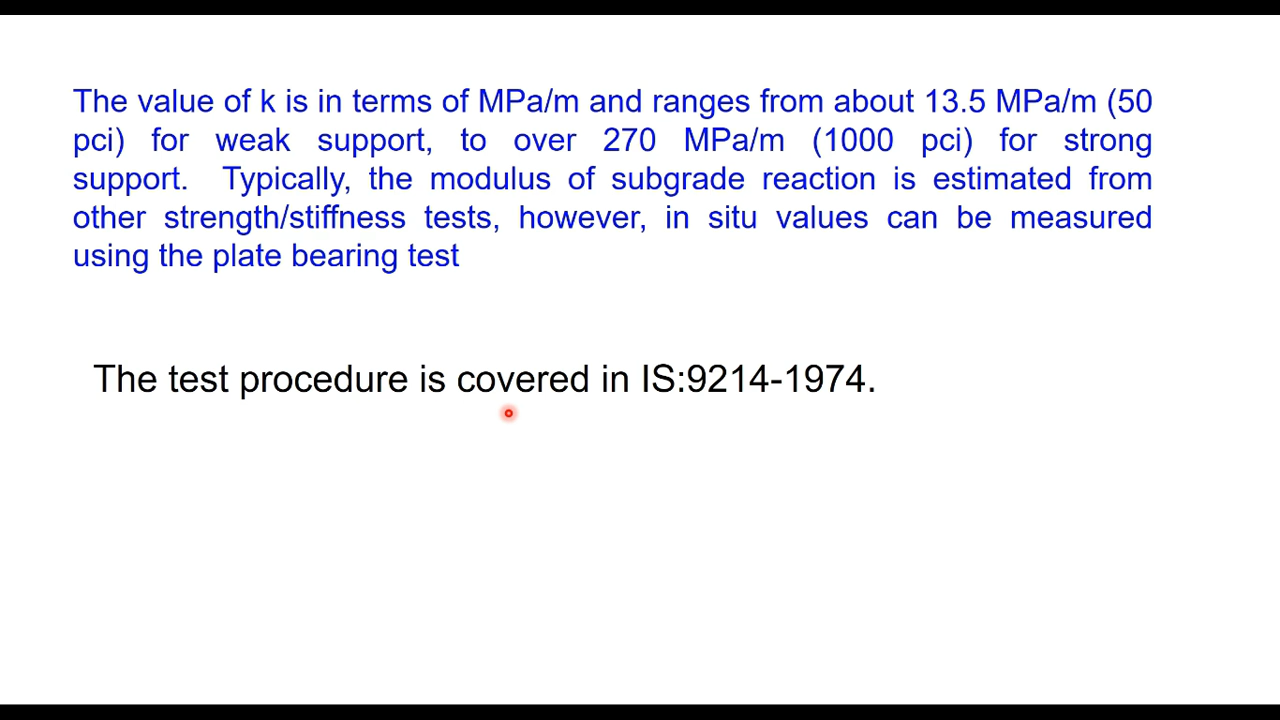 The value of k is in terms of MPa/m and ranges from about 13.5 MPa/m (50
pci) for weak support, to over 270 MPa/m (1000 pci) for strong
support. Typically, the modulus of subgrade reaction is estimated from
other strength/stiffness tests, however, in situ values can be measured
using the plate bearing test
The test procedure is covered in IS:9214-1974.